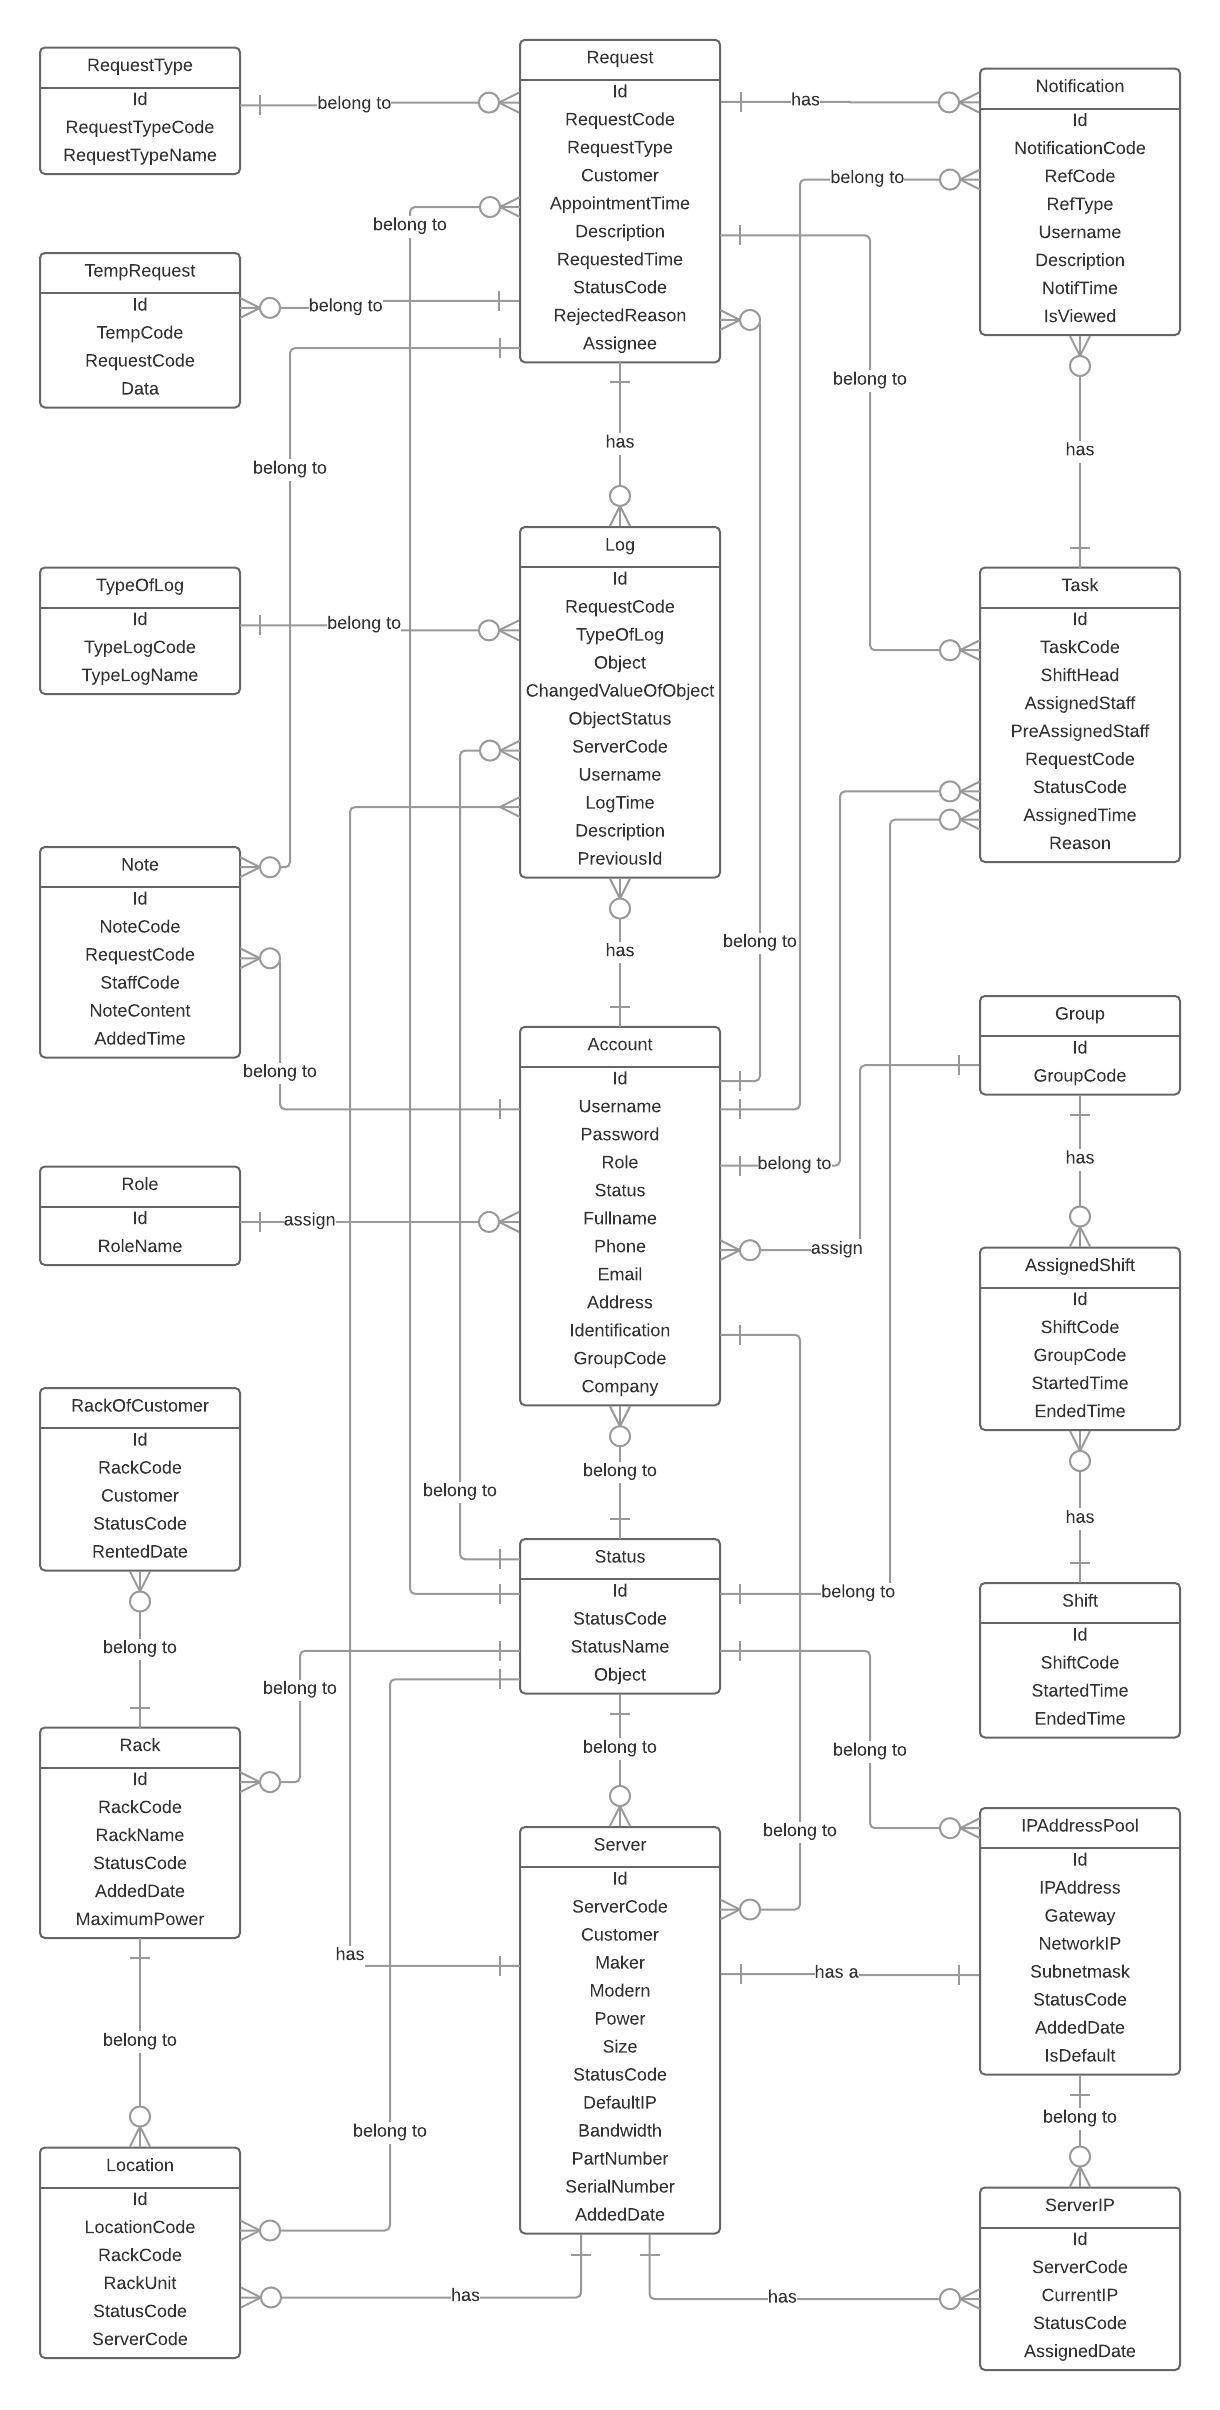 RequestType
Id
RequestTypeCode
RequestTypeName
belong to
Request
Id
RequestCode
RequestType
Customer
AppointmentTime
Description
RequestedTime
StatusCode
RejectedReason
Assignee
has
Notification
Id
NotificationCode
RefCode
RefType
Username
Description
NotifTime
IsViewed
belong to
belong to
TempRequest
Id
TempCode
RequestCode
Data
belong to
belong to
has
has
belong to
Log
Id
RequestCode
TypeOfLog
Object
ChangedValueOfObject
ObjectStatus
ServerCode
Username
LogTime
Description
PreviousId
TypeOfLog
Id
TypeLogCode
TypeLogName
belong to
Task
Id
TaskCode
ShiftHead
AssignedStaff
PreAssignedStaff
RequestCode
StatusCode
AssignedTime
Reason
Note
Id
NoteCode
RequestCode
StaffCode
NoteContent
AddedTime
has
belong to
belong to
Account
Id
Username
Password
Role
Status
Fullname
Phone
Email
Address
Identification
GroupCode
Company
Group
Id
GroupCode
belong to
has
Role
Id
RoleName
assign
assign
AssignedShift
Id
ShiftCode
GroupCode
StartedTime
EndedTime
RackOfCustomer
Id
RackCode
Customer
StatusCode
RentedDate
belong to
belong to
has
Status
Id
StatusCode
StatusName
Object
belong to
Shift
Id
ShiftCode
StartedTime
EndedTime
belong to
belong to
belong to
belong to
Rack
Id
RackCode
RackName
StatusCode
AddedDate
MaximumPower
belong to
Server
Id
ServerCode
Customer
Maker
Modern
Power
Size
StatusCode
DefaultIP
Bandwidth
PartNumber
SerialNumber
AddedDate
IPAddressPool
Id
IPAddress
Gateway
NetworkIP
Subnetmask
StatusCode
AddedDate
IsDefault
has
has a
belong to
belong to
belong to
Location
Id
LocationCode
RackCode
RackUnit
StatusCode
ServerCode
has
has
ServerIP
Id
ServerCode
CurrentIP
StatusCode
AssignedDate